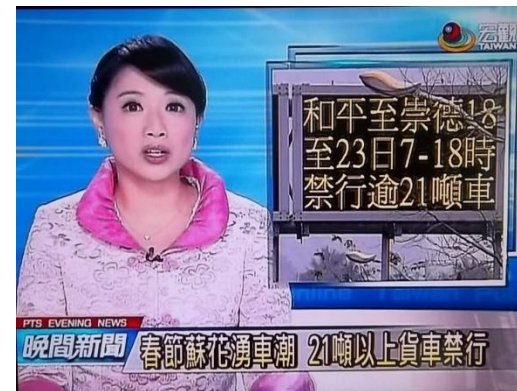 宏觀
TAIWAN
和平至崇德18
至23日7-18時
禁行逾21噸車
PTS EVENING NEWS
晚間新聞
春節蘇花湧車潮 21噸以上貨車禁行